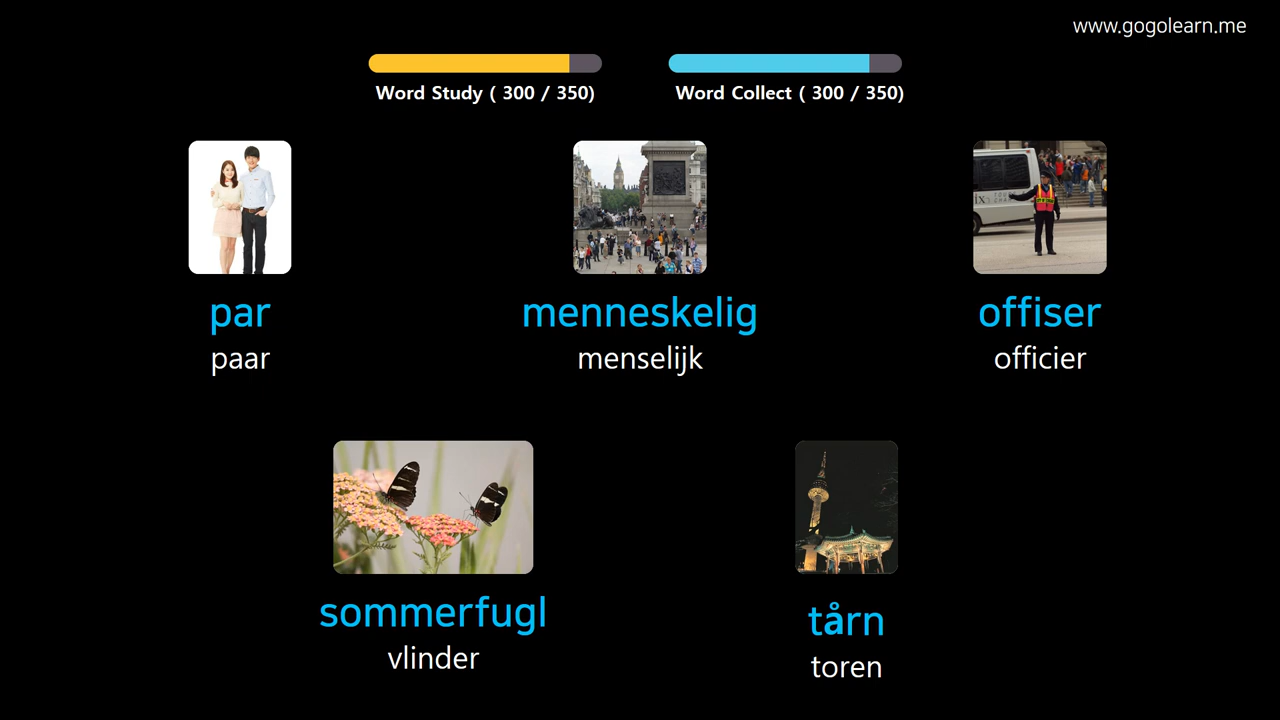 www.gogolearn.me
Word Study ( 300 / 350)
Word Collect ( 300 / 350)
par
paar
menneskelig
menselijk
offiser
officier
sommerfugl
vlinder
tårn
toren